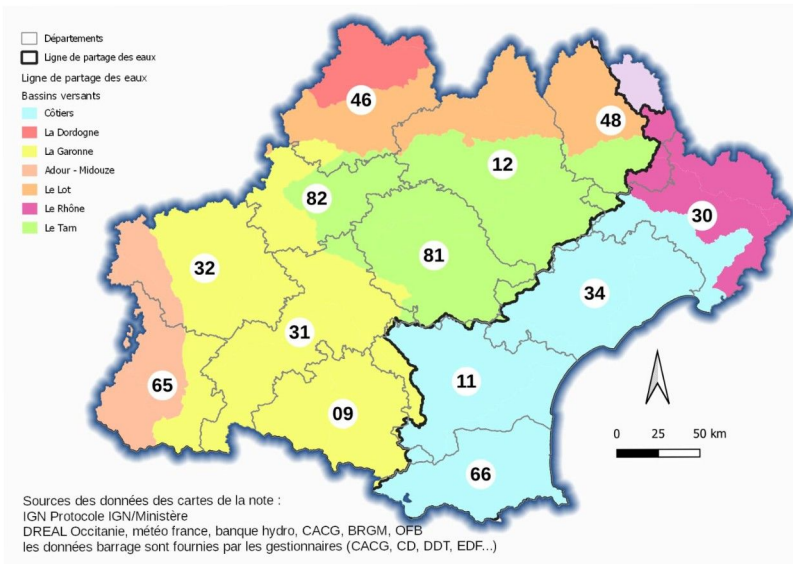 Départements
Ligne de partage des eaux
Ligne de partage des eaux
Bassins versants
Côtiers
La Dordogne
La Garonne
Adour - Midouze
Le Lot
Le Rhône
Le Tarn
46
48
12
82
30
81
32
34
31
11
65
09
66
0 25 50 km
Sources des données des cartes de la note :
IGN Protocole IGN/Ministère
DREAL Occitanie, météo france, banque hydro, CACG, BRGM, OFB
les données barrage sont fournies par les gestionnaires (CACG, CD, DDT, EDF...)